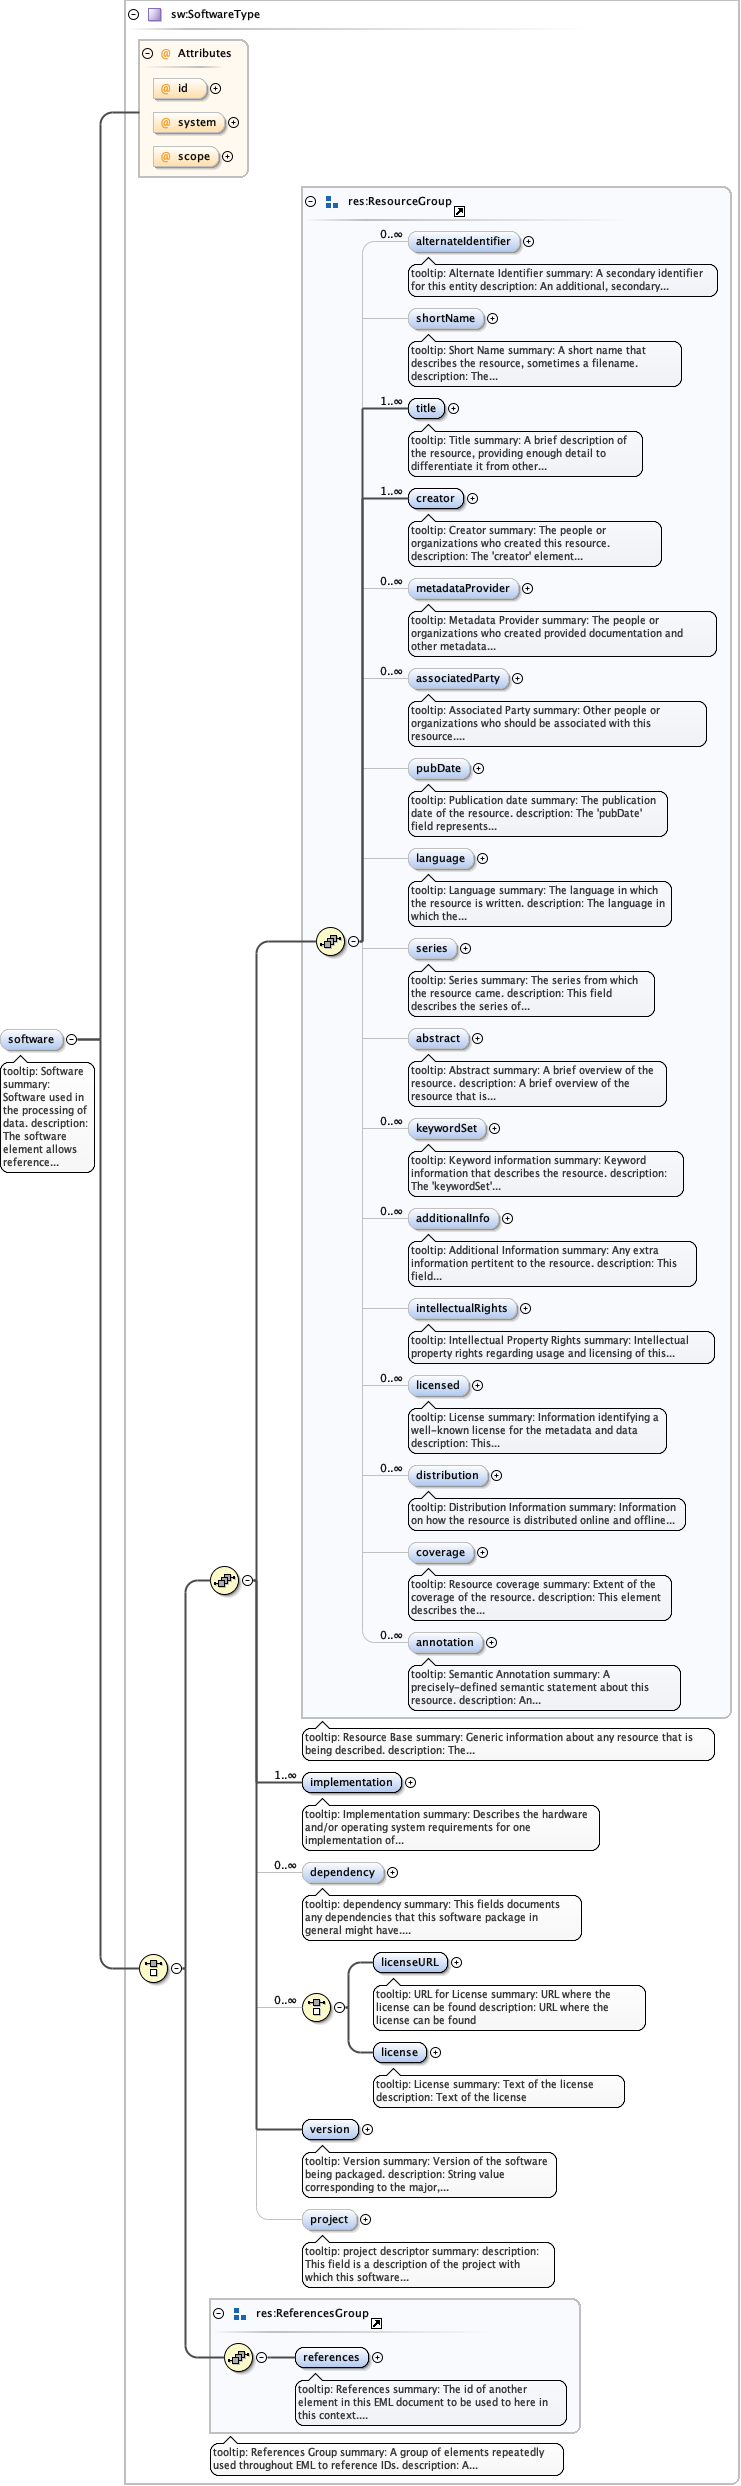 sw:SoftwareType
Attributes
@ id
@ system
@ scope
res:ResourceGroup
0..∞
alternateIdentifier
tooltip: Alternate Identifier summary: A secondary identifier
for this entity description: An additional, secondary...
shortName
tooltip: Short Name summary: A short name that
describes the resource, sometimes a filename.
description: The...
1..∞
title
tooltip: Title summary: A brief description of
the resource, providing enough detail to
differentiate it from other...
1..∞
creator
tooltip: Creator summary: The people or
organizations who created this resource.
description: The 'creator' element...
0..∞
metadataProvider
tooltip: Metadata Provider summary: The people or
organizations who created provided documentation and
other metadata...
0..∞
associatedParty
tooltip: Associated Party summary: Other people or
organizations who should be associated with this
resource....
pubDate
tooltip: Publication date summary: The publication
date of the resource. description: The 'pubDate'
field represents...
language
tooltip: Language summary: The language in which
the resource is written. description: The language in
which the...
series
tooltip: Series summary: The series from which
the resource came. description: This field
describes the series of...
software
tooltip: Software
summary:
Software used in
the processing of
data. description:
The software
element allows
reference...
abstract
tooltip: Abstract summary: A brief overview of the
resource. description: A brief overview of the
resource that is...
0..∞
keywordSet
tooltip: Keyword information summary: Keyword
information that describes the resource. description:
The 'keywordSet'...
0..∞
additionalInfo
tooltip: Additional Information summary: Any extra
information pertitent to the resource. description: This
field...
intellectualRights
tooltip: Intellectual Property Rights summary: Intellectual
property rights regarding usage and licensing of this...
0..∞
licensed
tooltip: License summary: Information identifying a
well-known license for the metadata and data
description: This...
0..∞
distribution
tooltip: Distribution Information summary: Information
on how the resource is distributed online and offline...
coverage
tooltip: Resource coverage summary: Extent of the
coverage of the resource. description: This element
describes the...
0..∞
annotation
tooltip: Semantic Annotation summary: A
precisely-defined semantic statement about this
resource. description: An...
tooltip: Resource Base summary: Generic information about any resource that is
being described. description: The...
1..∞
implementation
tooltip: Implementation summary: Describes the hardware
and/or operating system requirements for one
implementation of...
0..∞
dependency
tooltip: dependency summary: This fields documents
any dependencies that this software package in
general might have....
0..∞
licenseURL
tooltip: URL for License summary: URL where the
license can be found description: URL where the
license can be found
license
tooltip: License summary: Text of the license
description: Text of the license
version
tooltip: Version summary: Version of the software
being packaged. description: String value
corresponding to the major,...
project
tooltip: project descriptor summary: description:
This field is a description of the project with
which this software...
res:ReferencesGroup
references
tooltip: References summary: The id of another
element in this EML document to be used to here in
this context....
tooltip: References Group summary: A group of elements repeatedly
used throughout EML to reference IDs. description: A...